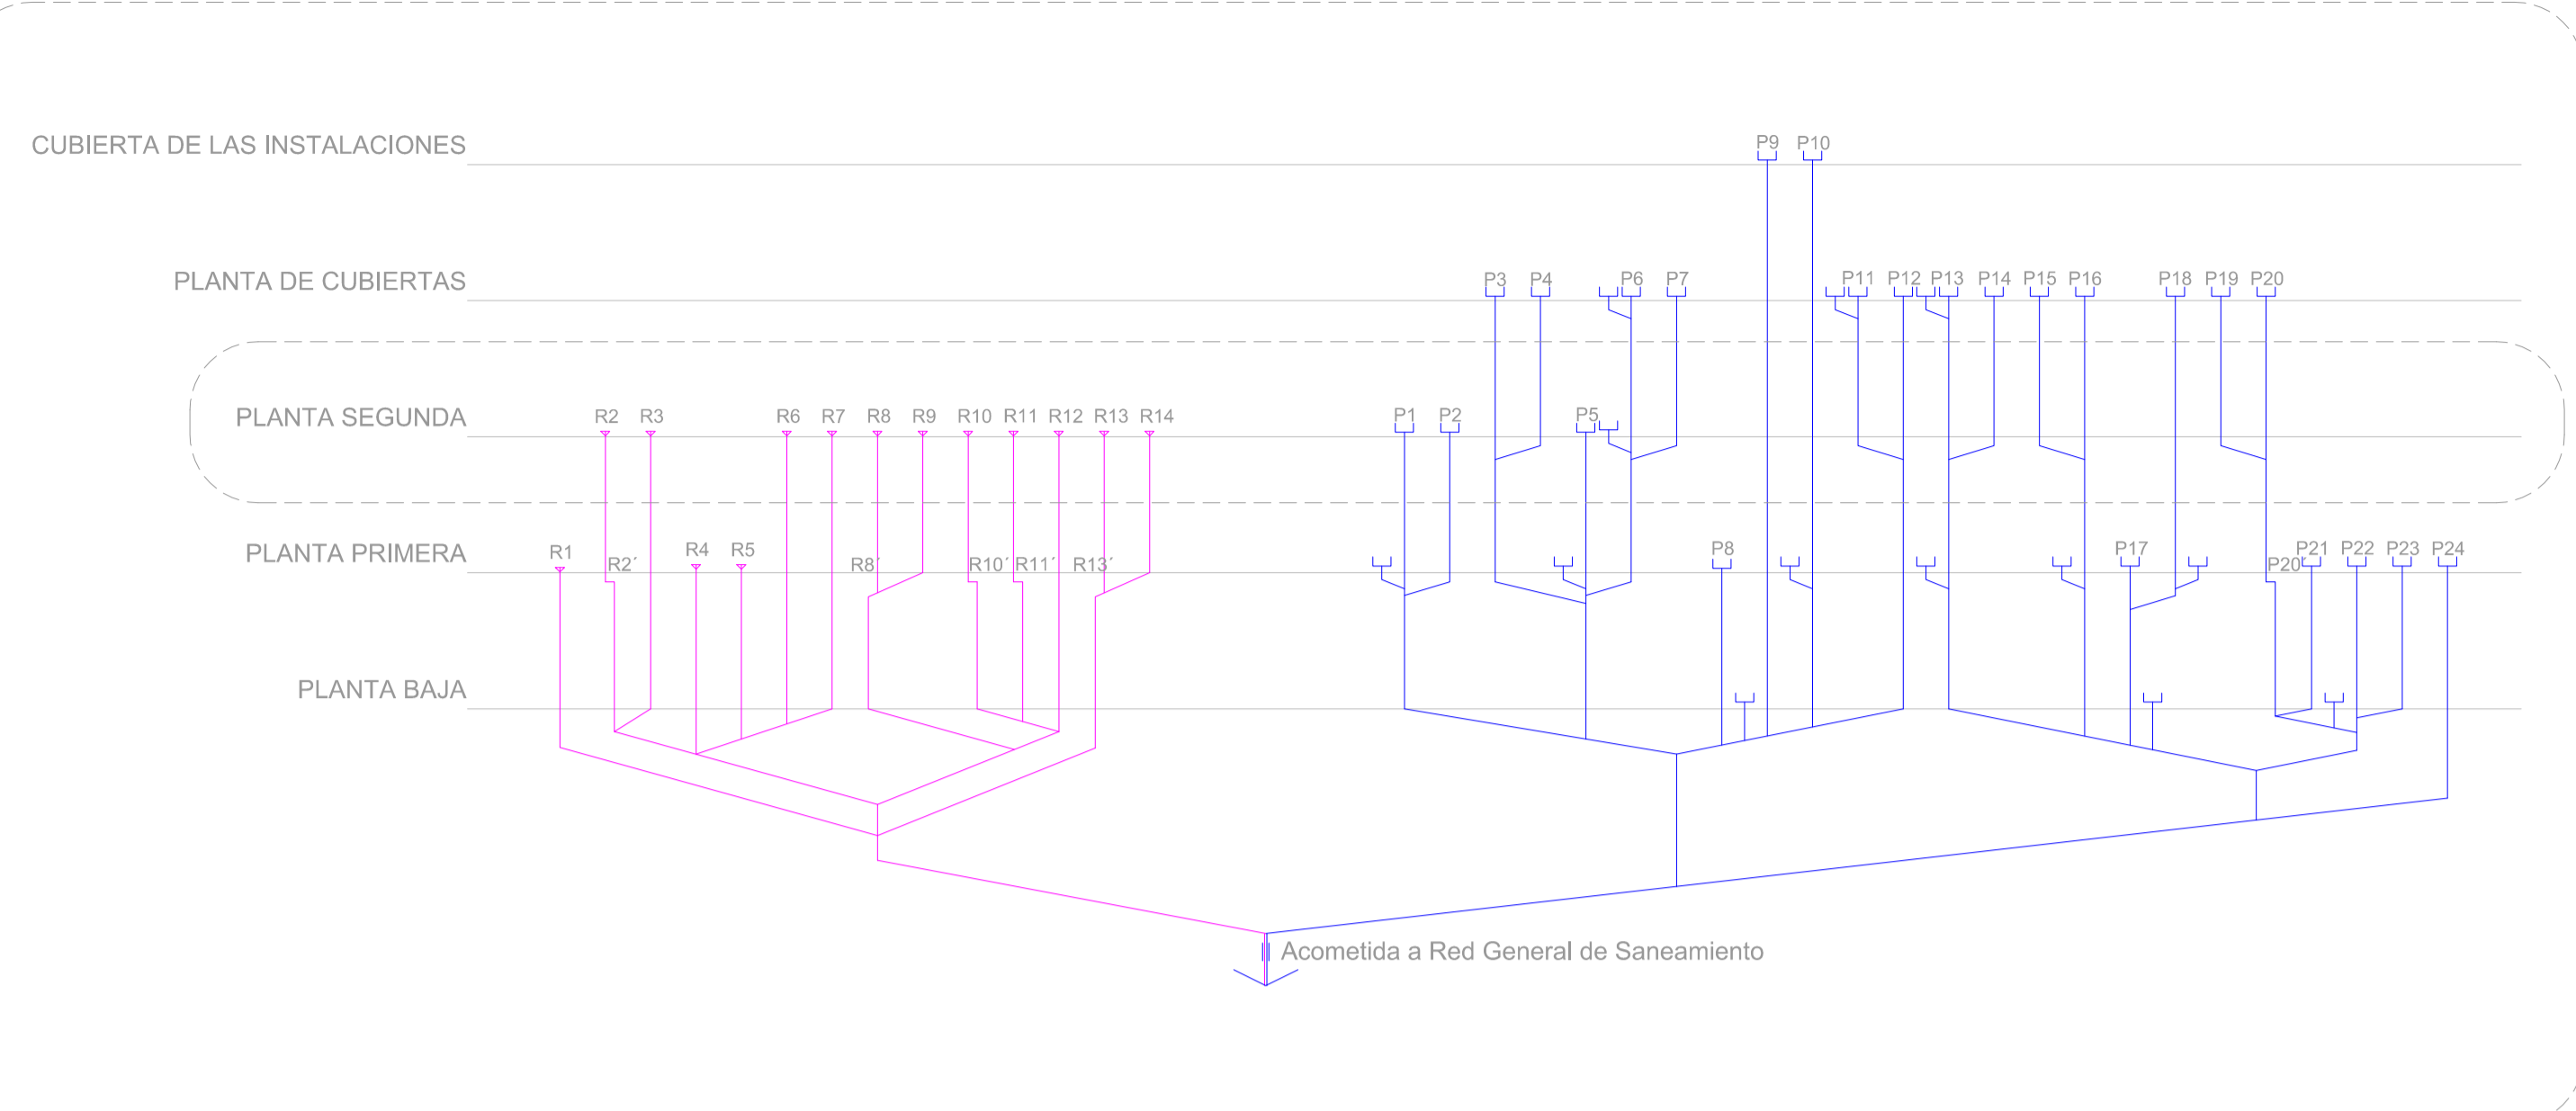 P9 P10
CUBIERTA DE LAS INSTALACIONES
P3 P4 P6 P7 P11 P12 P13 P14 P15 P16 P18 P19 P20
PLANTA DE CUBIERTAS
R2 R3 R6 R7 R8 R9 R10 R11 R12 R13 R14 P1 P2 P5
PLANTA SEGUNDA
R1 R4 R5 P8 P17 P21 P22 P23 P24
PLANTA PRIMERA
R2´ R8´ R10´ R11´ R13´ P20´
PLANTA BAJA
Acometida a Red General de Saneamiento